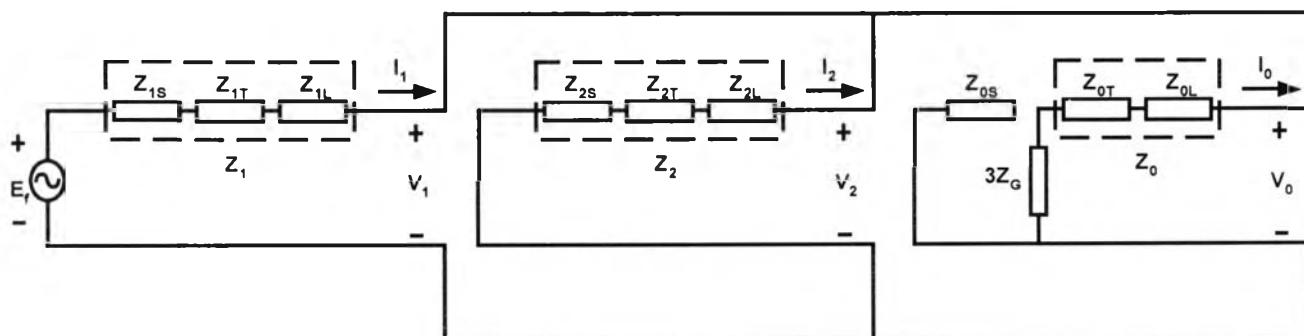 I₁
I₂
I₀
Z₁S Z₁T Z₁L
Z₂S Z₂T Z₂L
Z₀S
Z₀T Z₀L
+
Ef
−
Z₁
+
V₁
−
Z₂
+
V₂
−
3ZG
Z₀
+
V₀
−